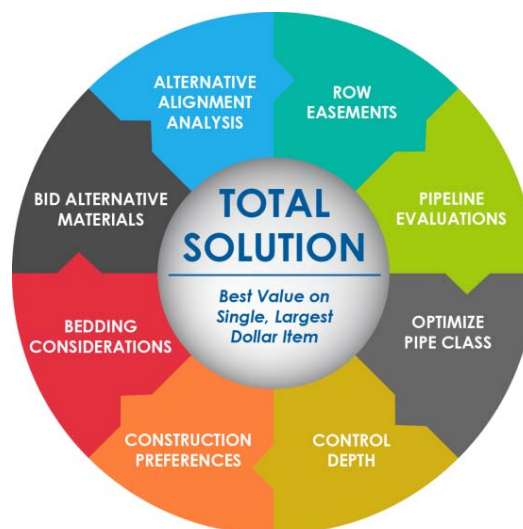 ALTERNATIVE
ALIGNMENT
ANALYSIS
ROW
EASEMENTS
PIPELINE
EVALUATIONS
OPTIMIZE
PIPE CLASS
CONTROL
DEPTH
CONSTRUCTION
PREFERENCES
BEDDING
CONSIDERATIONS
BID ALTERNATIVE
MATERIALS
TOTAL
SOLUTION
Best Value on
Single, Largest
Dollar Item